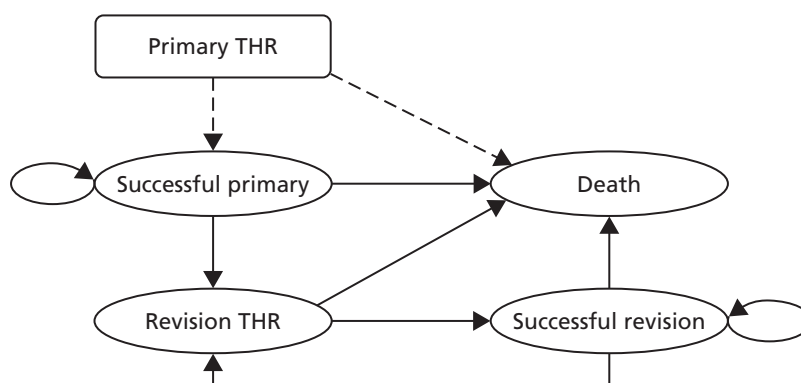 Primary THR
Successful primary
Death
Revision THR
Successful revision